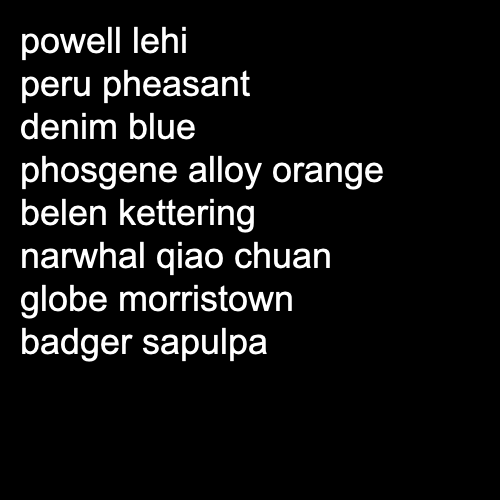 powell lehi
peru pheasant
denim blue
phosgene alloy orange
belen kettering
narwhal qiao chuan
globe morristown
badger sapulpa